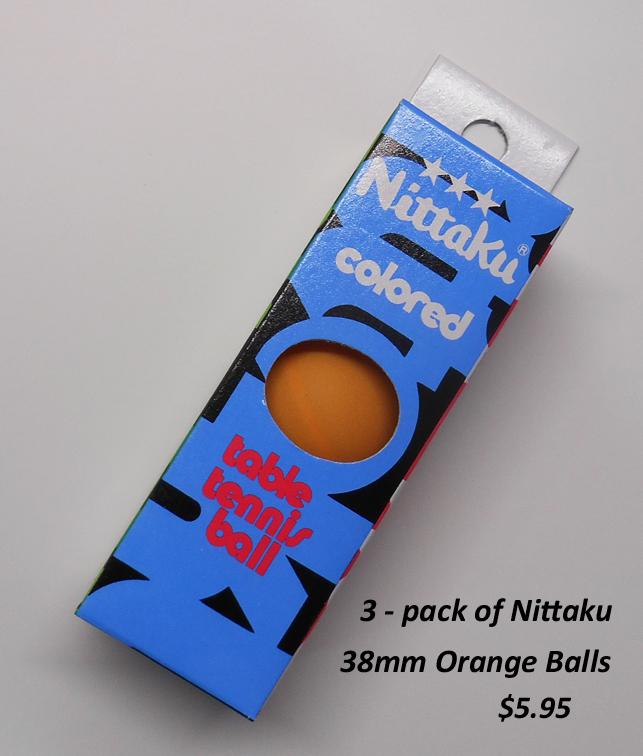 Nittaku®
colored
table
tennis
ball
3 - pack of Nittaku
38mm Orange Balls
$5.95